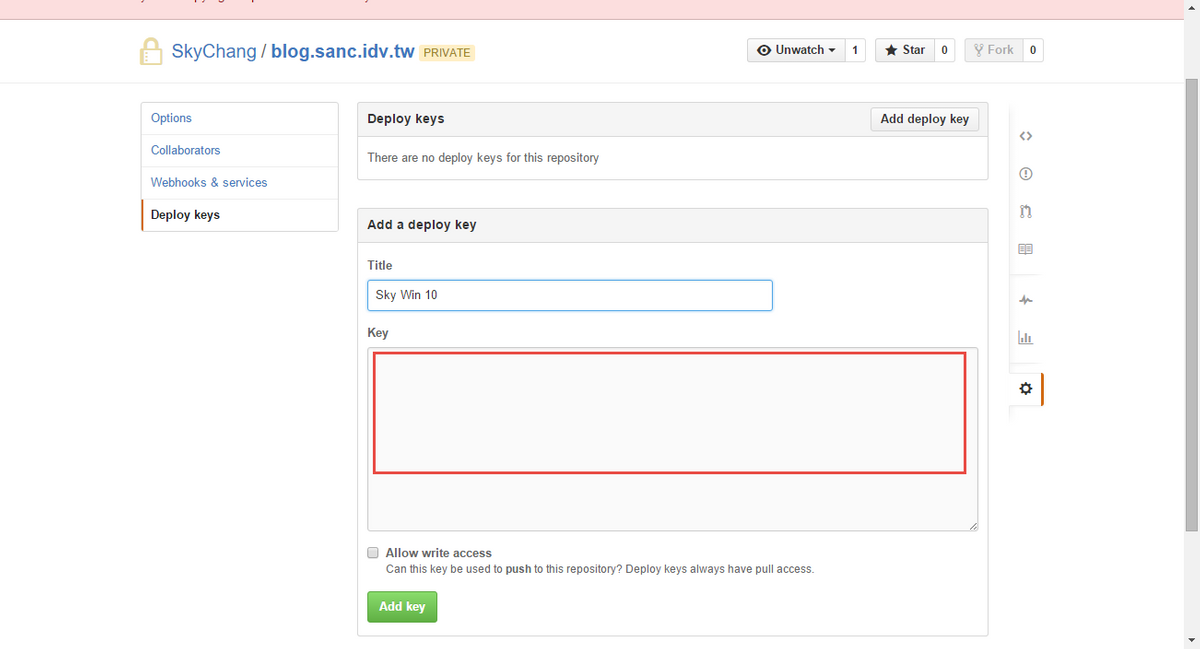 SkyChang / blog.sanc.idv.tw PRIVATE
Unwatch 1 Star 0 Fork 0
Options
Collaborators
Webhooks & services
Deploy keys
Deploy keys Add deploy key
There are no deploy keys for this repository
Add a deploy key
Title
Sky Win 10
Key
Allow write access
Can this key be used to push to this repository? Deploy keys always have pull access.
Add key